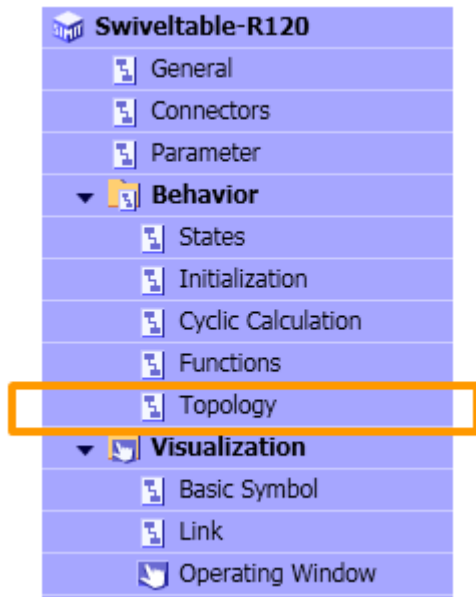 Swiveltable-R120
General
Connectors
Parameter
Behavior
States
Initialization
Cyclic Calculation
Functions
Topology
Visualization
Basic Symbol
Link
Operating Window